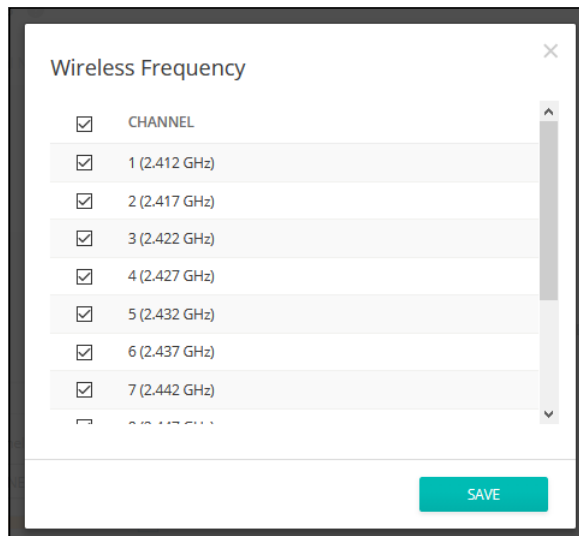 Wireless Frequency
CHANNEL
1 (2.412 GHz)
2 (2.417 GHz)
3 (2.422 GHz)
4 (2.427 GHz)
5 (2.432 GHz)
6 (2.437 GHz)
7 (2.442 GHz)
SAVE